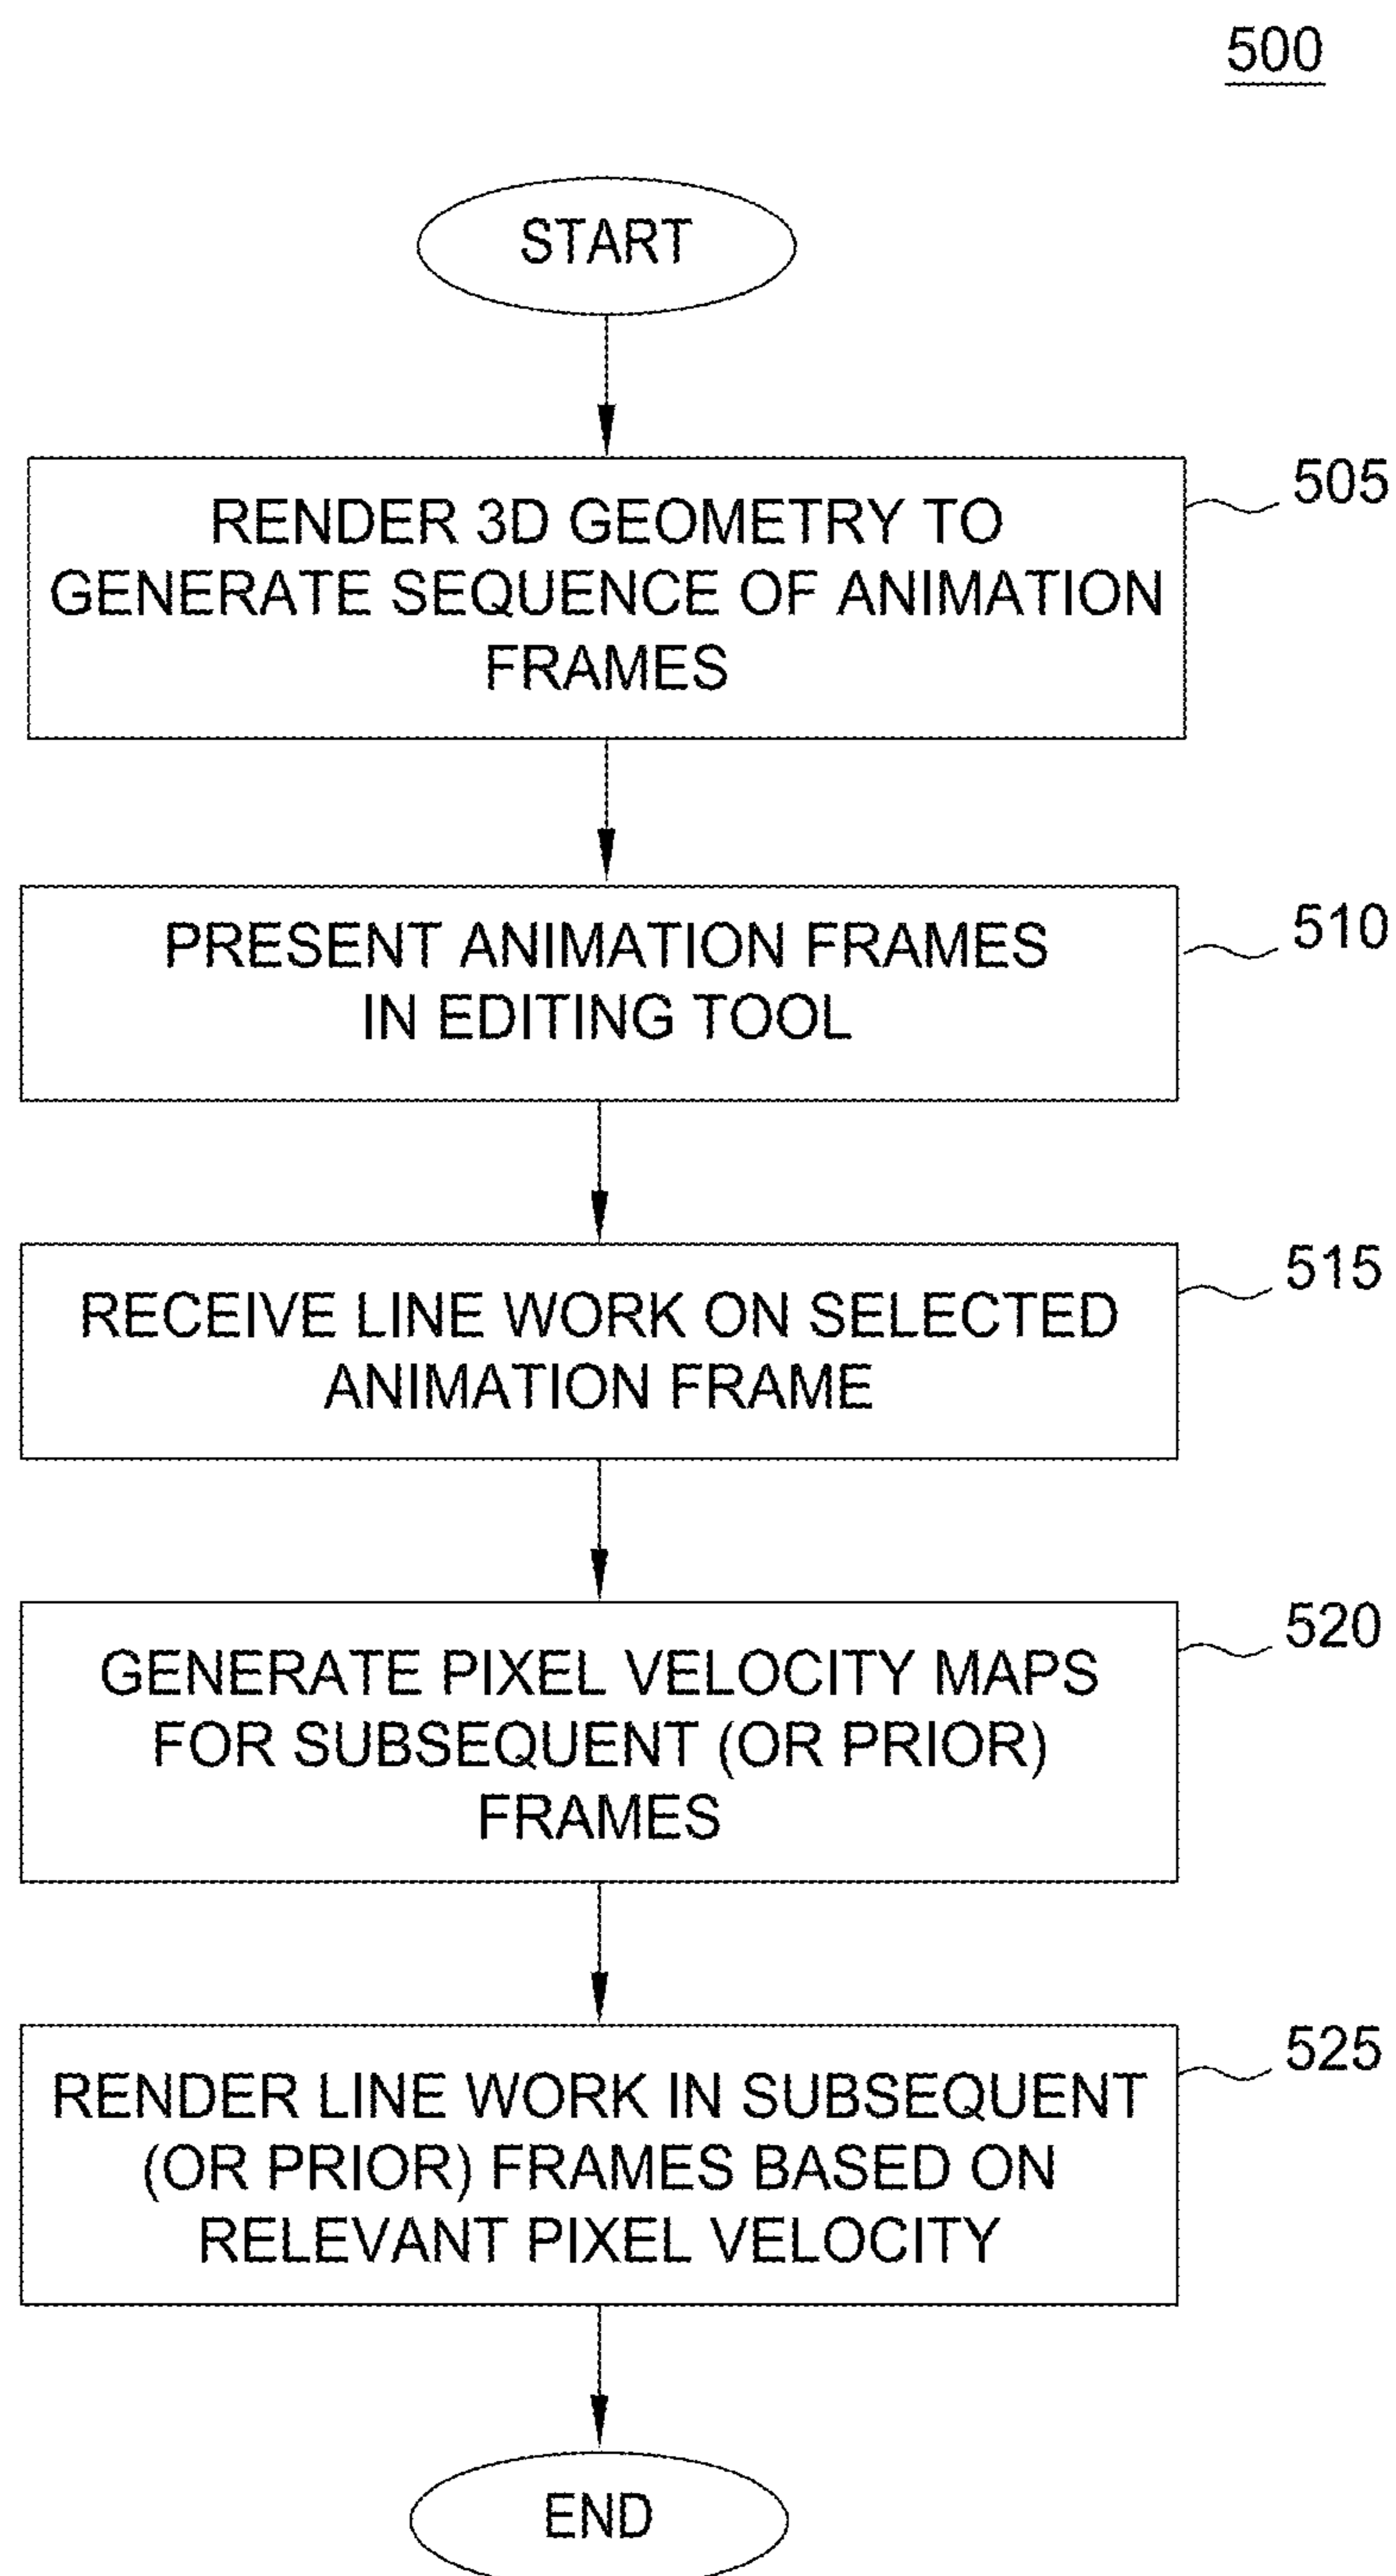 500
START
RENDER 3D GEOMETRY TO
GENERATE SEQUENCE OF ANIMATION
FRAMES
505
PRESENT ANIMATION FRAMES
IN EDITING TOOL
510
RECEIVE LINE WORK ON SELECTED
ANIMATION FRAME
515
GENERATE PIXEL VELOCITY MAPS
FOR SUBSEQUENT (OR PRIOR)
FRAMES
520
RENDER LINE WORK IN SUBSEQUENT
(OR PRIOR) FRAMES BASED ON
RELEVANT PIXEL VELOCITY
525
END